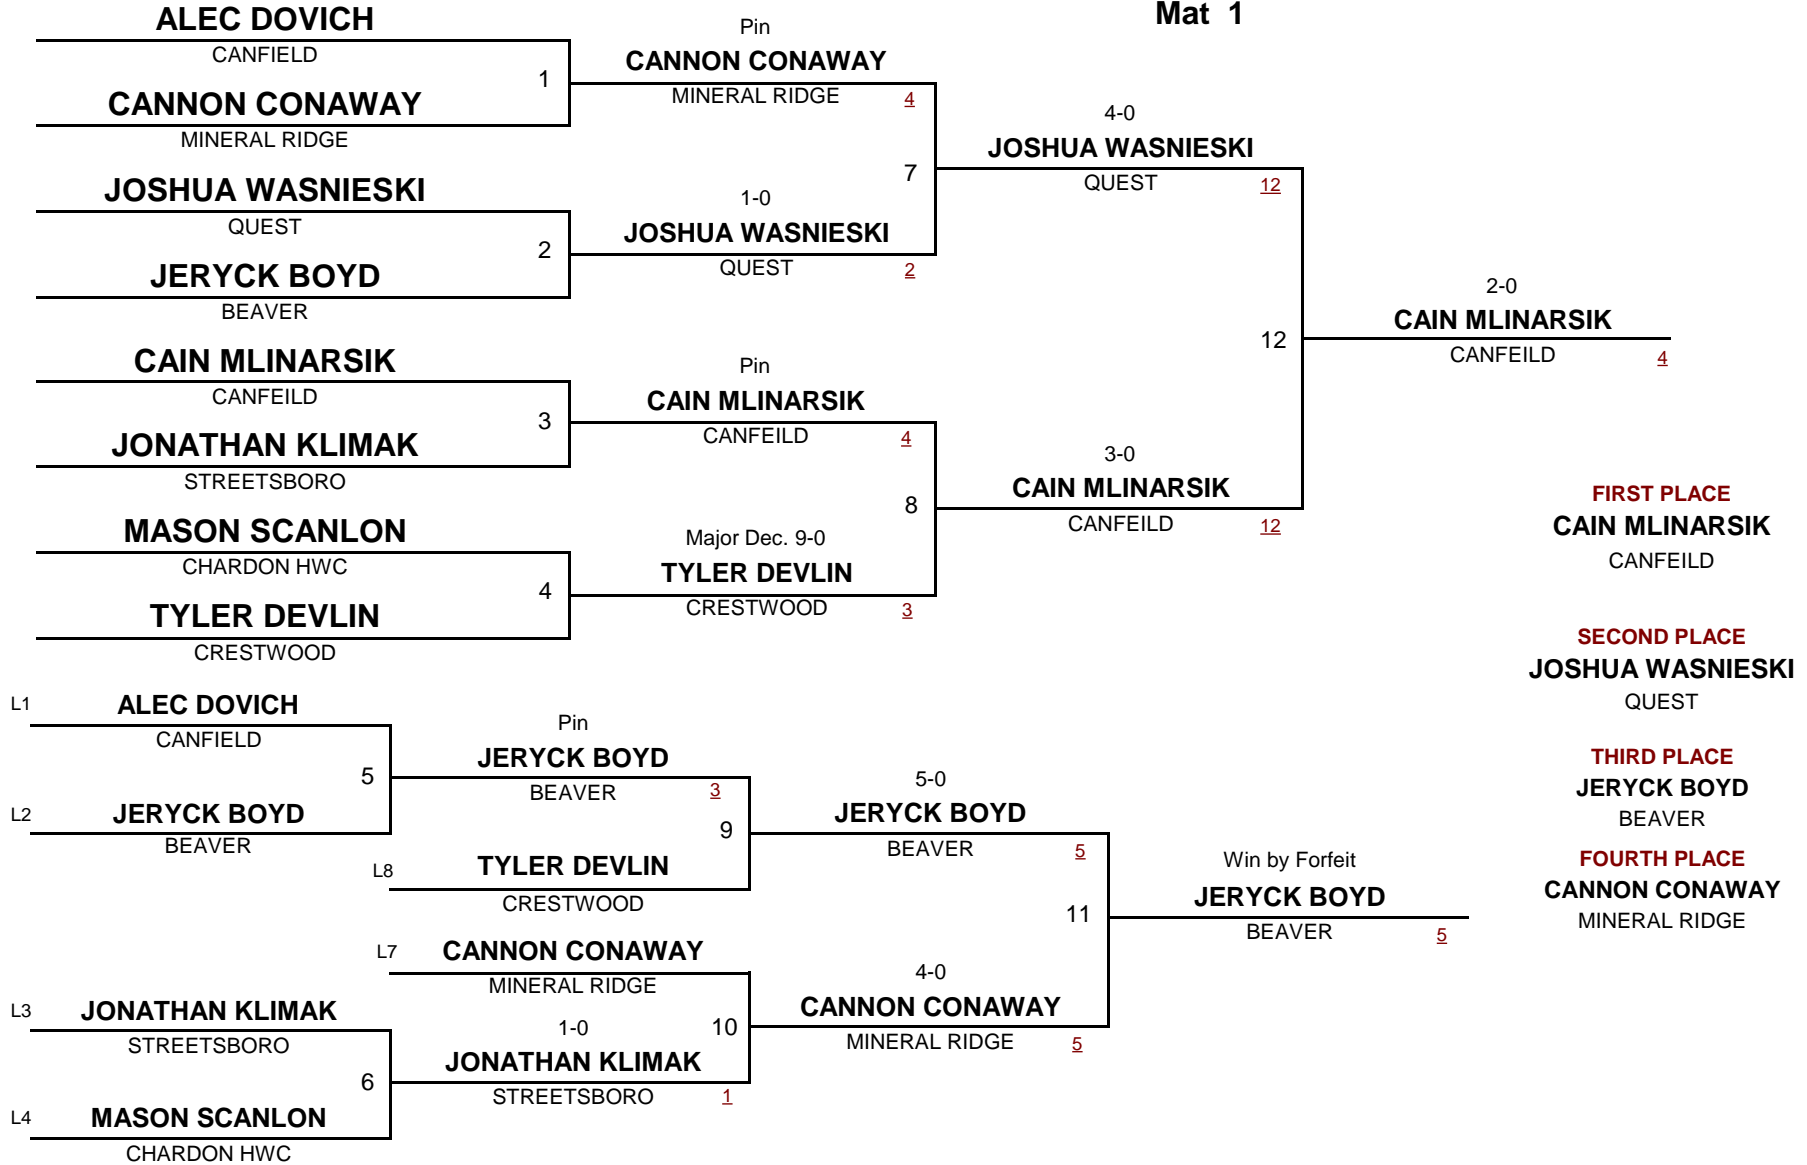 Mat 1
ALEC DOVICH
CANFIELD
1
CANNON CONAWAY
MINERAL RIDGE
JOSHUA WASNIESKI
QUEST
2
JERYCK BOYD
BEAVER
CAIN MLINARSIK
CANFEILD
3
JONATHAN KLIMAK
STREETSBORO
MASON SCANLON
CHARDON HWC
4
TYLER DEVLIN
CRESTWOOD
Pin
CANNON CONAWAY
MINERAL RIDGE 4
7
1-0
JOSHUA WASNIESKI
QUEST 2
Pin
CAIN MLINARSIK
CANFEILD 4
8
Major Dec. 9-0
TYLER DEVLIN
CRESTWOOD 3
4-0
JOSHUA WASNIESKI
QUEST 12
12
3-0
CAIN MLINARSIK
CANFEILD 12
2-0
CAIN MLINARSIK
CANFEILD 4
L1 ALEC DOVICH
CANFIELD
5
L2 JERYCK BOYD
BEAVER
Pin
JERYCK BOYD
BEAVER 3
9
L8 TYLER DEVLIN
CRESTWOOD
L7 CANNON CONAWAY
MINERAL RIDGE
10
L3 JONATHAN KLIMAK
STREETSBORO
6
L4 MASON SCANLON
CHARDON HWC
1-0
JONATHAN KLIMAK
STREETSBORO 1
5-0
JERYCK BOYD
BEAVER 5
11
4-0
CANNON CONAWAY
MINERAL RIDGE 5
Win by Forfeit
JERYCK BOYD
BEAVER 5
FIRST PLACE
CAIN MLINARSIK
CANFEILD
SECOND PLACE
JOSHUA WASNIESKI
QUEST
THIRD PLACE
JERYCK BOYD
BEAVER
FOURTH PLACE
CANNON CONAWAY
MINERAL RIDGE